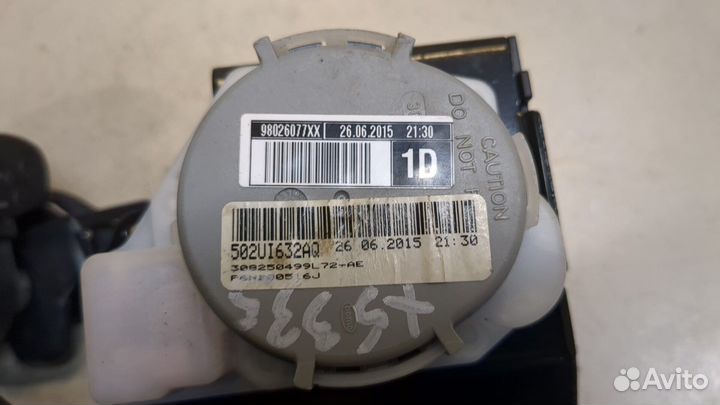 98026077XX 26.06.2015 21:30
1D
CAUTION
DO NOT
502UI632AQ 26 06.2015 21:30
308250499L72-AE
XS335
Avito